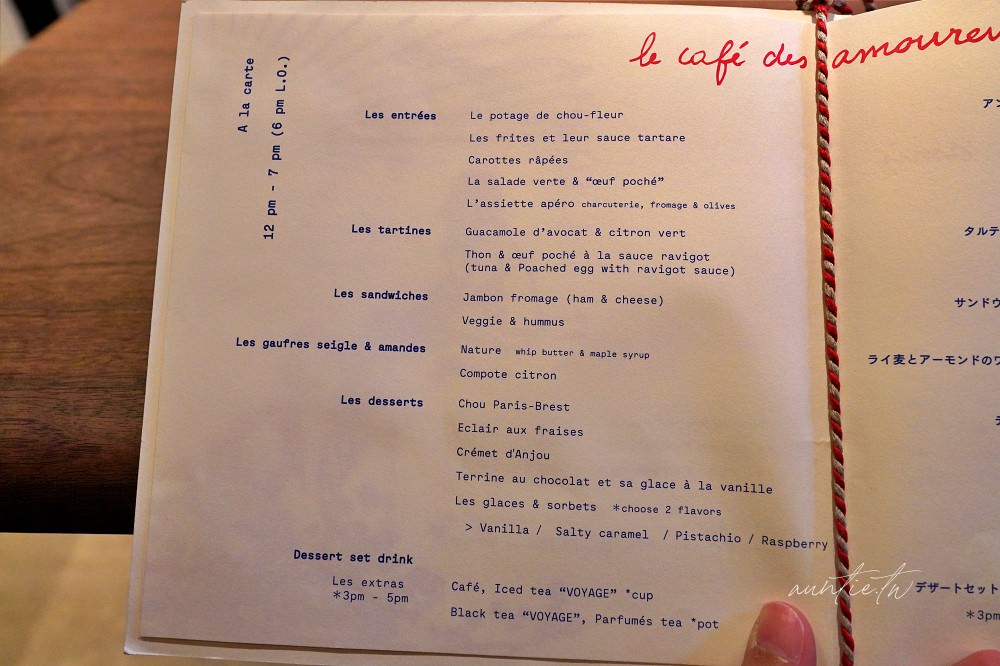 le café des amoureu
A la carte
12 pm - 7 pm (6 pm L.O.)
Les entrées
Le potage de chou-fleur
Les frites et leur sauce tartare
Carottes râpées
La salade verte & “œuf poché”
L’assiette apéro charcuterie, fromage & olives
Les tartines
Guacamole d’avocat & citron vert
Thon & œuf poché à la sauce ravigot
(tuna & Poached egg with ravigot sauce)
Les sandwiches
Jambon fromage (ham & cheese)
Veggie & hummus
Les gaufres seigle & amandes
Nature whip butter & maple syrup
Compote citron
Les desserts
Chou Paris-Brest
Eclair aux fraises
Crémet d'Anjou
Terrine au chocolat et sa glace à la vanille
Les glaces & sorbets *choose 2 flavors
> Vanilla / Salty caramel / Pistachio / Raspberry
Dessert set drink
Les extras
*3pm - 5pm
Café, Iced tea “VOYAGE” *cup
Black tea “VOYAGE”, Parfumés tea *pot
アン
タルテ
サンドウ
ライ麦とアーモンドのワ
デ
デザートセット
*3pm
auntie.tw